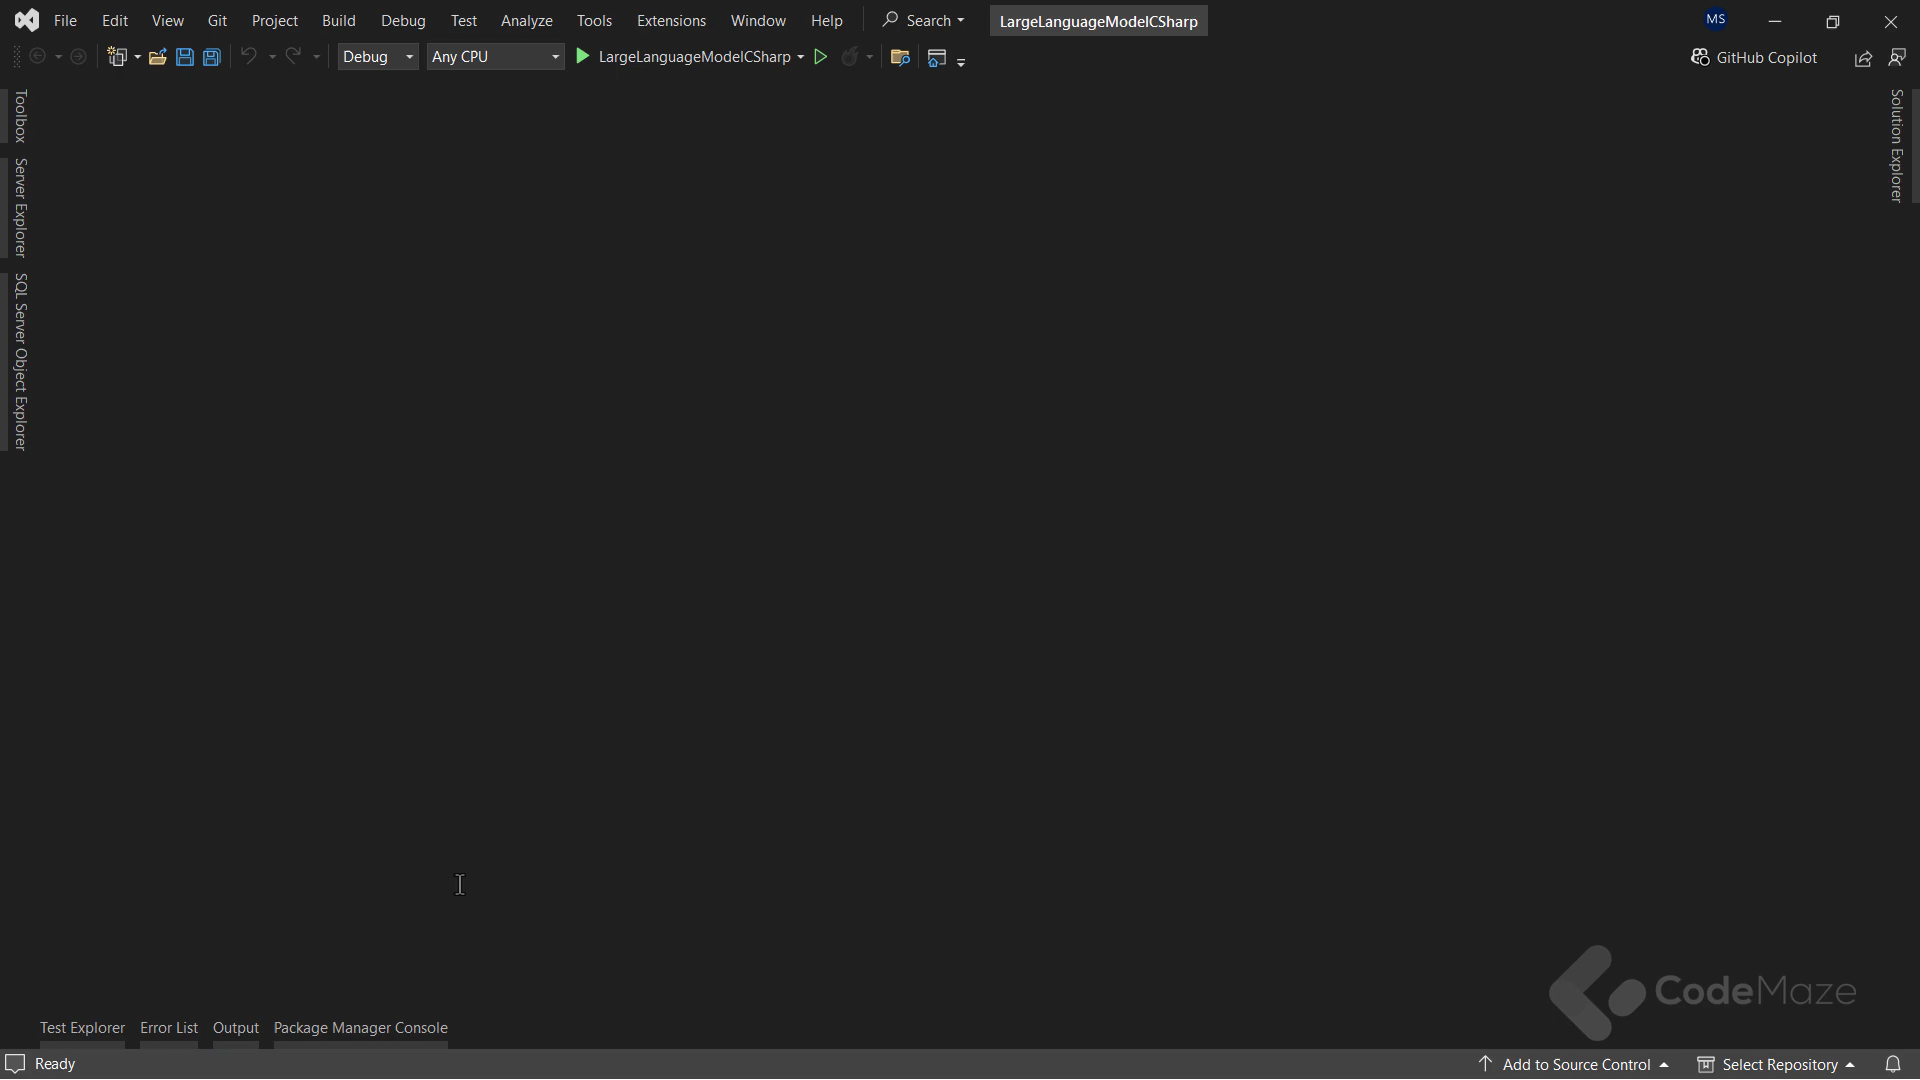 File Edit View Git Project Build Debug Test Analyze Tools Extensions Window Help Search LargeLanguageModelCSharp MS
Debug Any CPU LargeLanguageModelCSharp GitHub Copilot
Toolbox
Server Explorer
SQL Server Object Explorer
Solution Explorer
CodeMaze
Test Explorer Error List Output Package Manager Console
Ready Add to Source Control Select Repository